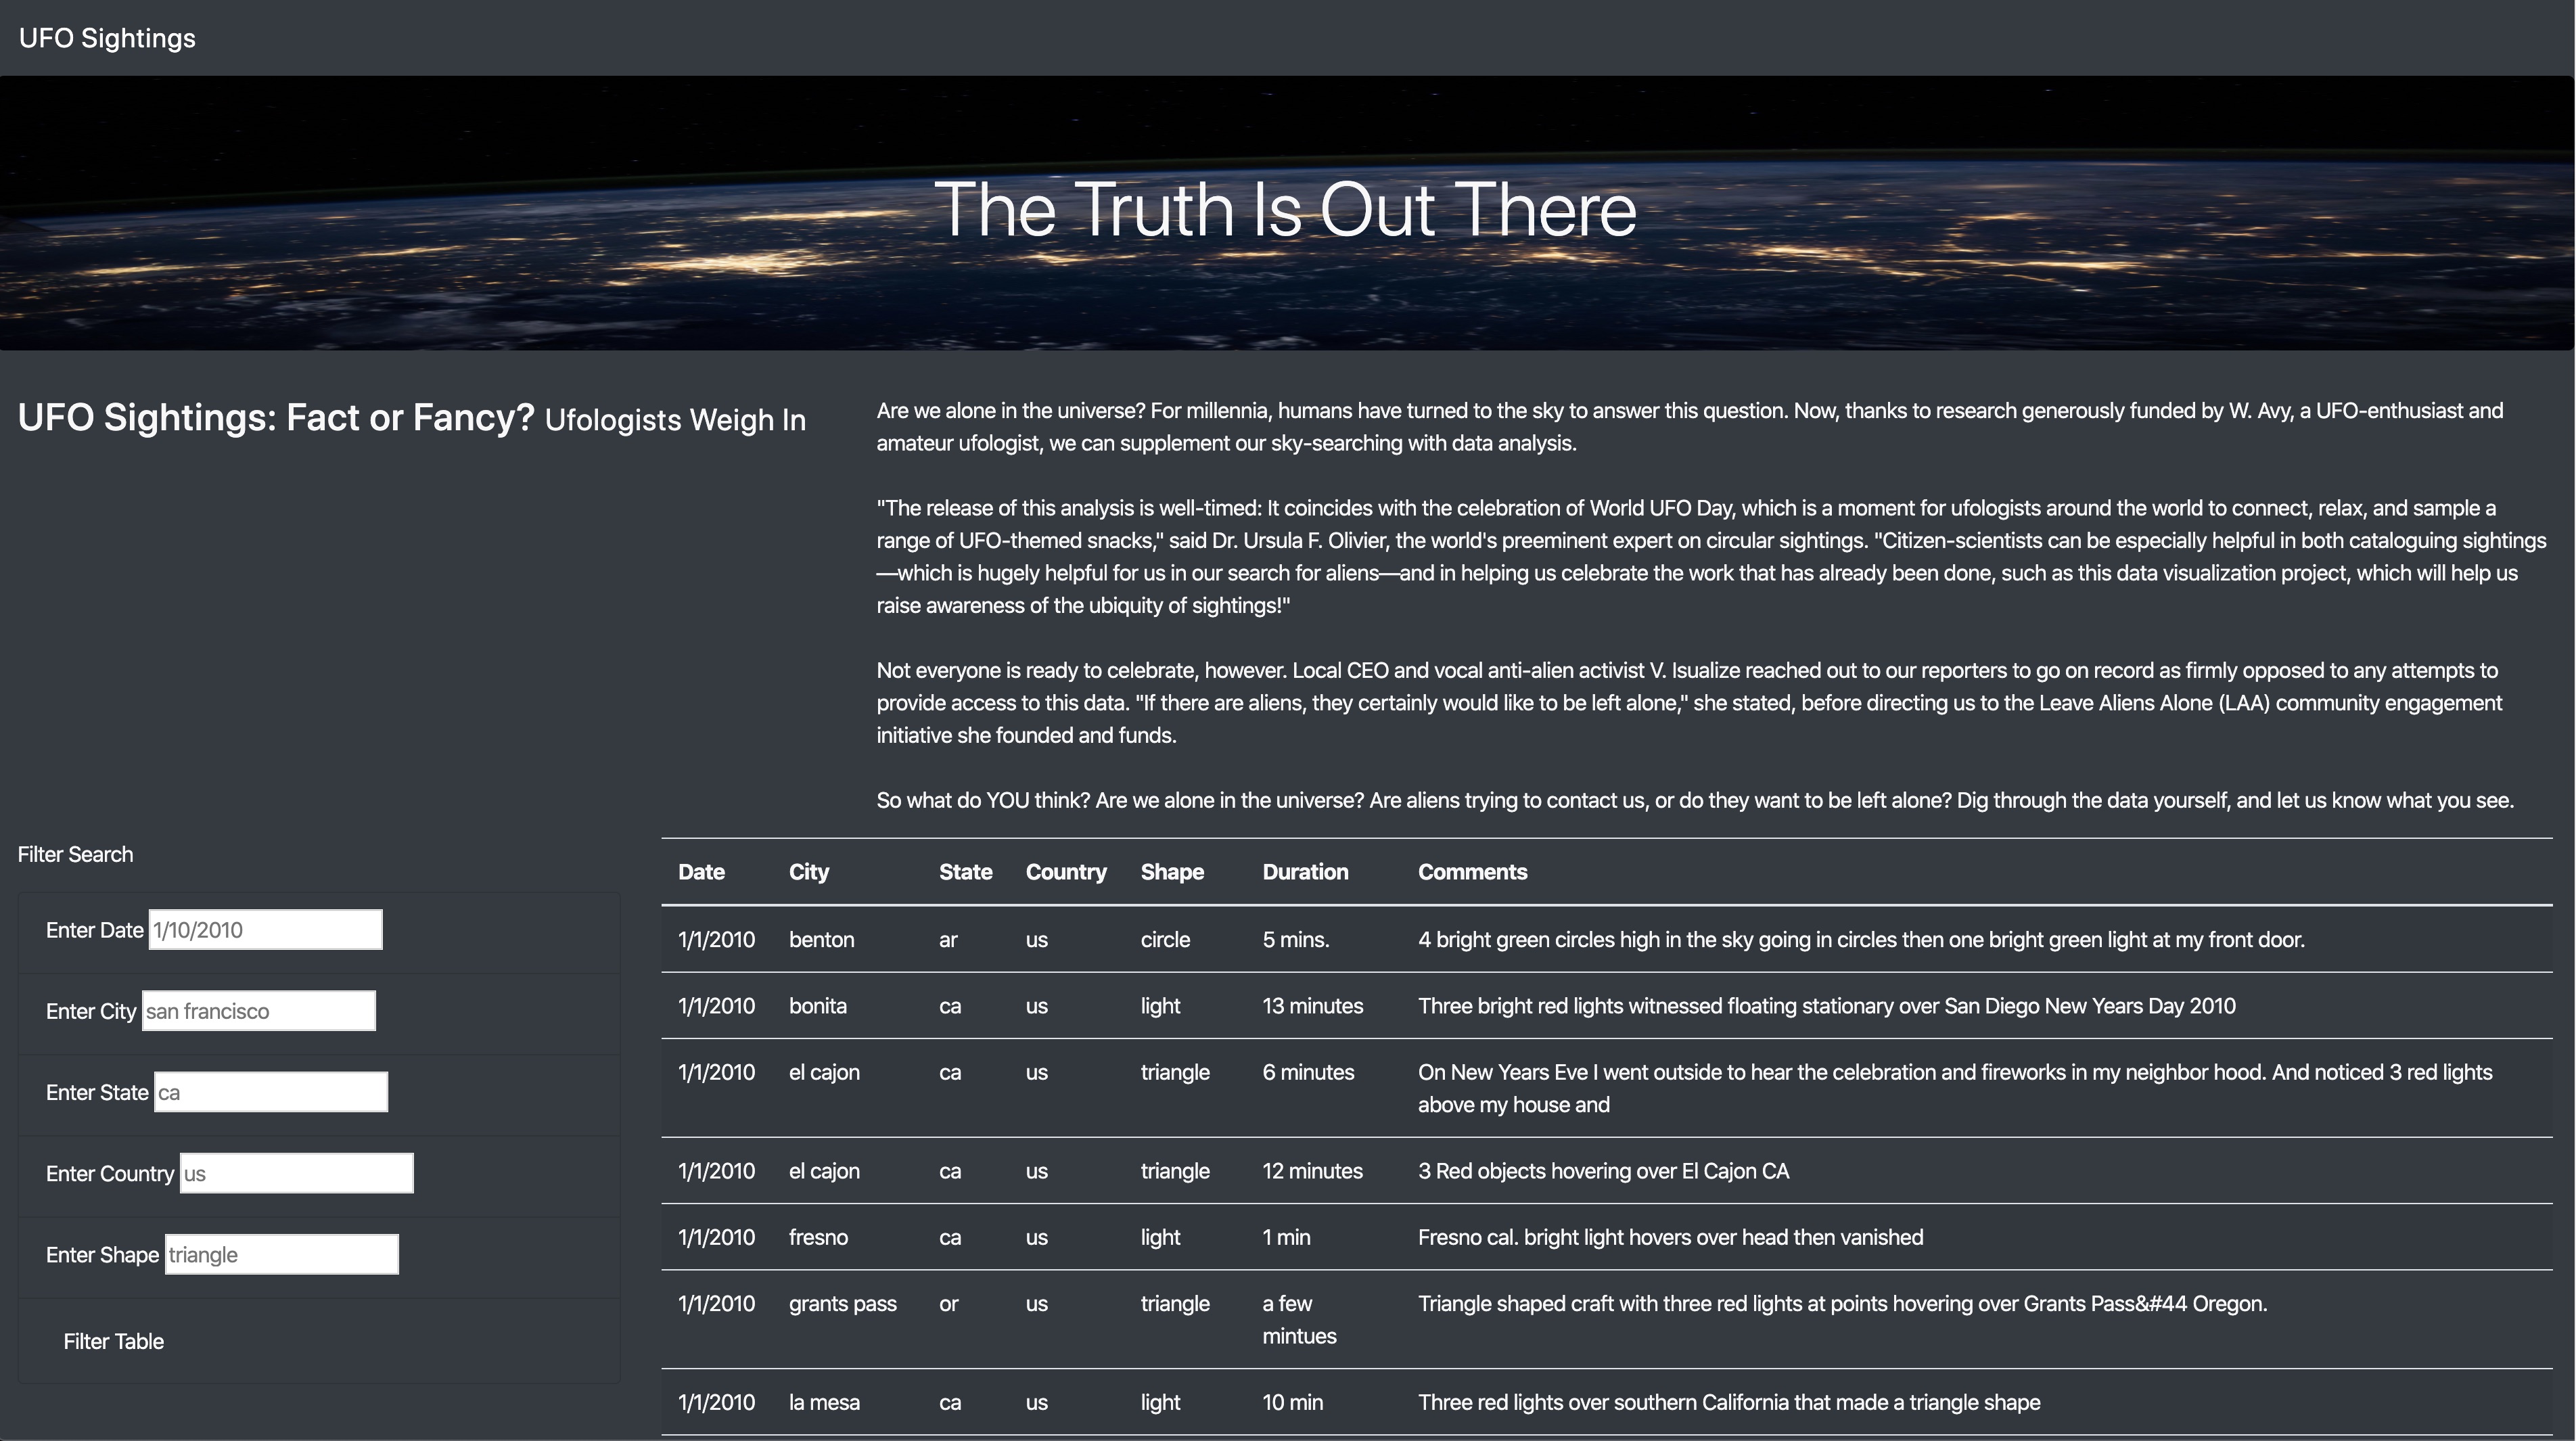 UFO Sightings
The Truth Is Out There
UFO Sightings: Fact or Fancy? Ufologists Weigh In
Are we alone in the universe? For millennia, humans have turned to the sky to answer this question. Now, thanks to research generously funded by W. Avy, a UFO-enthusiast and
amateur ufologist, we can supplement our sky-searching with data analysis.
"The release of this analysis is well-timed: It coincides with the celebration of World UFO Day, which is a moment for ufologists around the world to connect, relax, and sample a
range of UFO-themed snacks," said Dr. Ursula F. Olivier, the world's preeminent expert on circular sightings. "Citizen-scientists can be especially helpful in both cataloguing sightings
—which is hugely helpful for us in our search for aliens—and in helping us celebrate the work that has already been done, such as this data visualization project, which will help us
raise awareness of the ubiquity of sightings!"
Not everyone is ready to celebrate, however. Local CEO and vocal anti-alien activist V. Isualize reached out to our reporters to go on record as firmly opposed to any attempts to
provide access to this data. "If there are aliens, they certainly would like to be left alone," she stated, before directing us to the Leave Aliens Alone (LAA) community engagement
initiative she founded and funds.
So what do YOU think? Are we alone in the universe? Are aliens trying to contact us, or do they want to be left alone? Dig through the data yourself, and let us know what you see.
Filter Search
Enter Date 1/10/2010
Enter City san francisco
Enter State ca
Enter Country us
Enter Shape triangle
Filter Table
Date City State Country Shape Duration Comments
1/1/2010 benton ar us circle 5 mins. 4 bright green circles high in the sky going in circles then one bright green light at my front door.
1/1/2010 bonita ca us light 13 minutes Three bright red lights witnessed floating stationary over San Diego New Years Day 2010
1/1/2010 el cajon ca us triangle 6 minutes On New Years Eve I went outside to hear the celebration and fireworks in my neighbor hood. And noticed 3 red lights
above my house and
1/1/2010 el cajon ca us triangle 12 minutes 3 Red objects hovering over El Cajon CA
1/1/2010 fresno ca us light 1 min Fresno cal. bright light hovers over head then vanished
1/1/2010 grants pass or us triangle a few Triangle shaped craft with three red lights at points hovering over Grants Pass&#44 Oregon.
mintues
1/1/2010 la mesa ca us light 10 min Three red lights over southern California that made a triangle shape